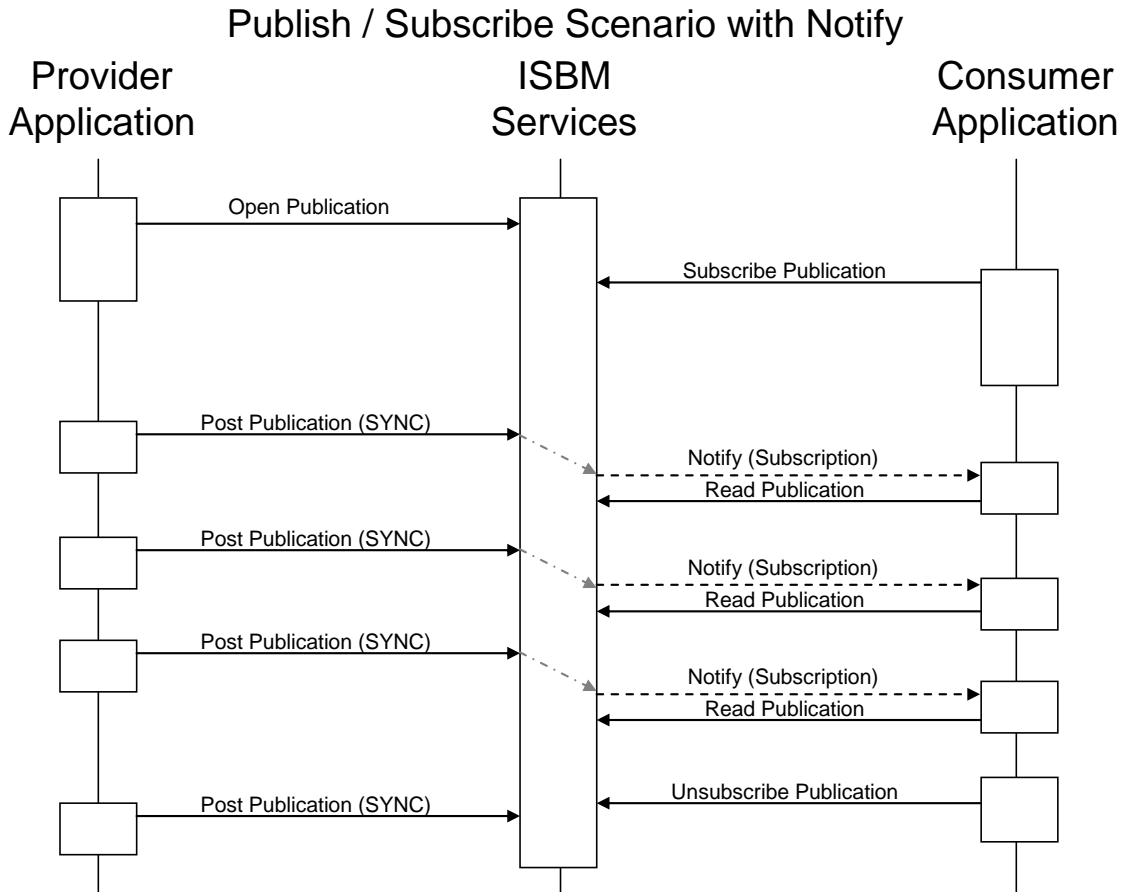 Publish / Subscribe Scenario with Notify
Provider
Application
ISBM
Services
Consumer
Application
Open Publication
Subscribe Publication
Post Publication (SYNC)
Notify (Subscription)
Read Publication
Post Publication (SYNC)
Notify (Subscription)
Read Publication
Post Publication (SYNC)
Notify (Subscription)
Read Publication
Unsubscribe Publication
Post Publication (SYNC)